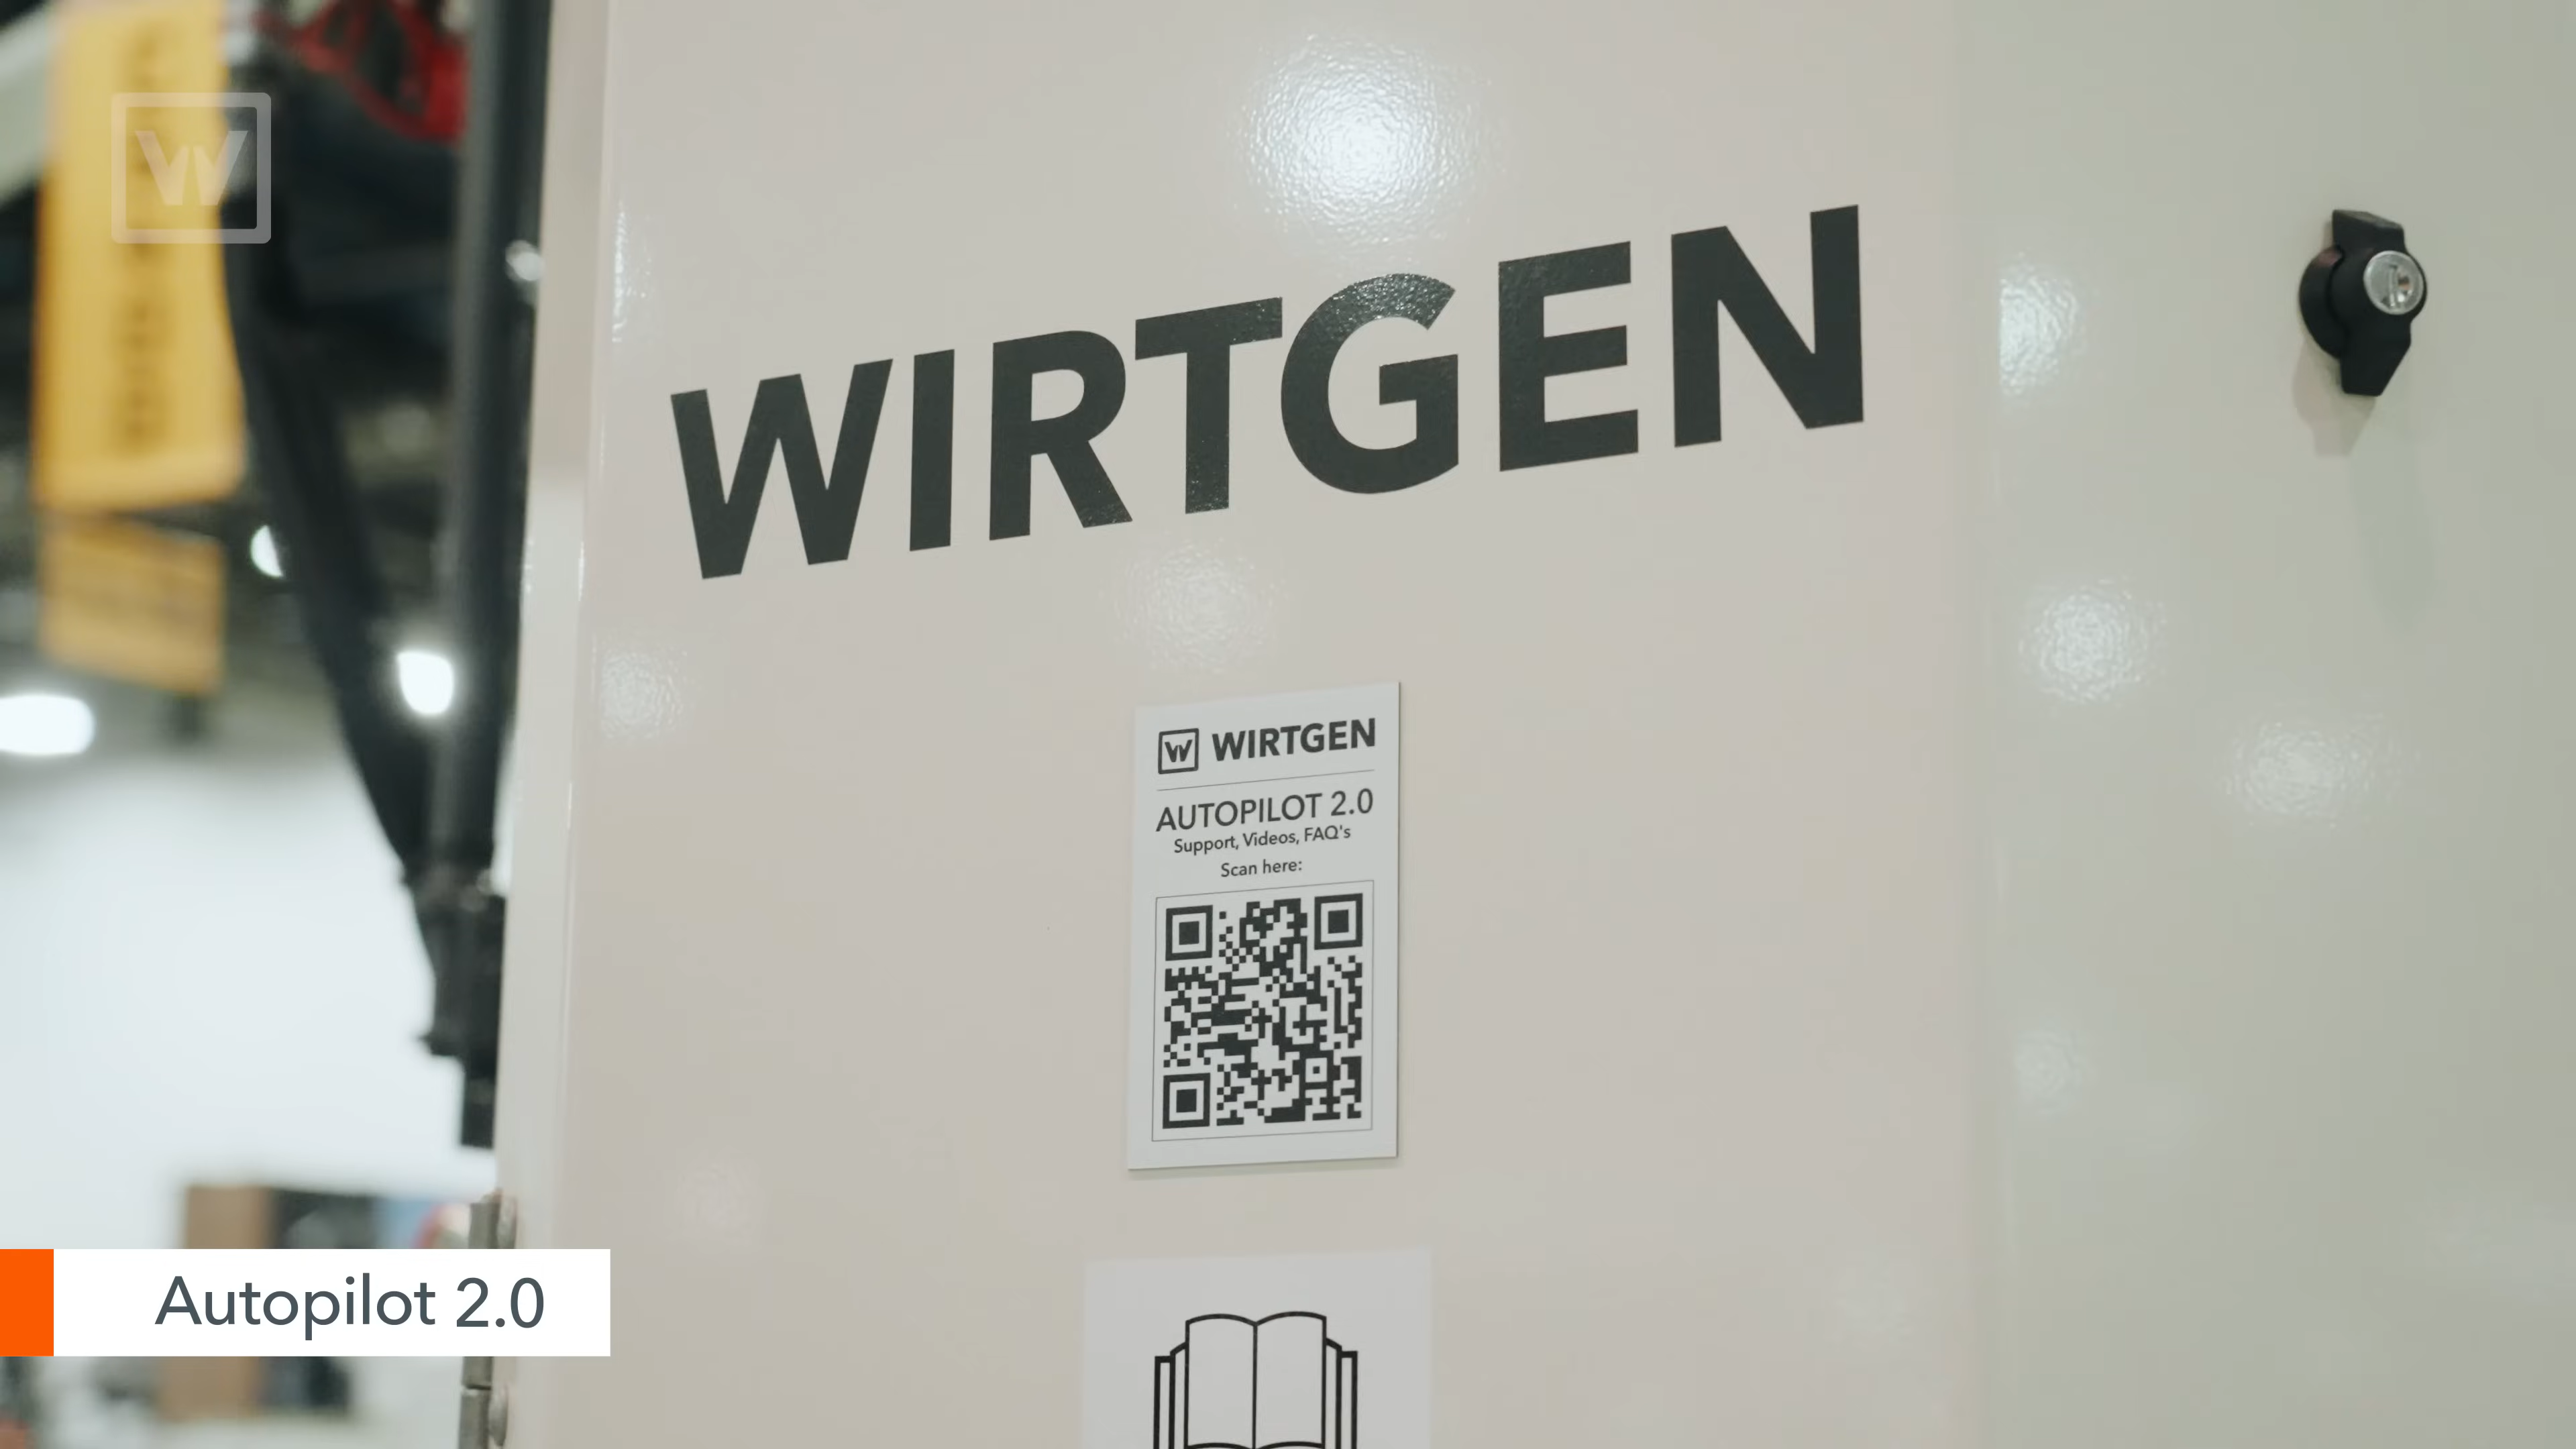 WIRTGEN
W WIRTGEN
AUTOPILOT 2.0
Support, Videos, FAQ's
Scan here:
Autopilot 2.0